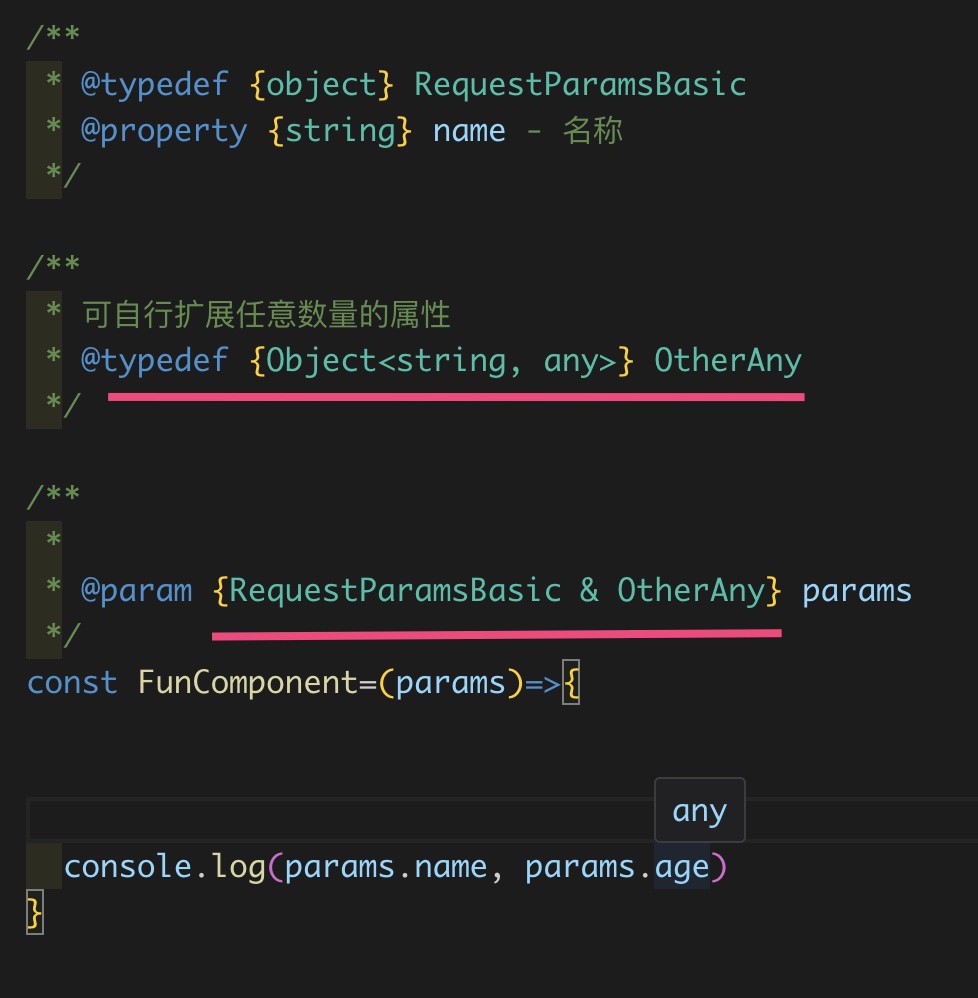 /**
 * @typedef {object} RequestParamsBasic
 * @property {string} name - 名称
 */
/**
 * 可自行扩展任意数量的属性
 * @typedef {Object<string, any>} OtherAny
 */
/**
 *
 * @param {RequestParamsBasic & OtherAny} params
 */
const FunComponent=(params)=>{
any
  console.log(params.name, params.age)
}